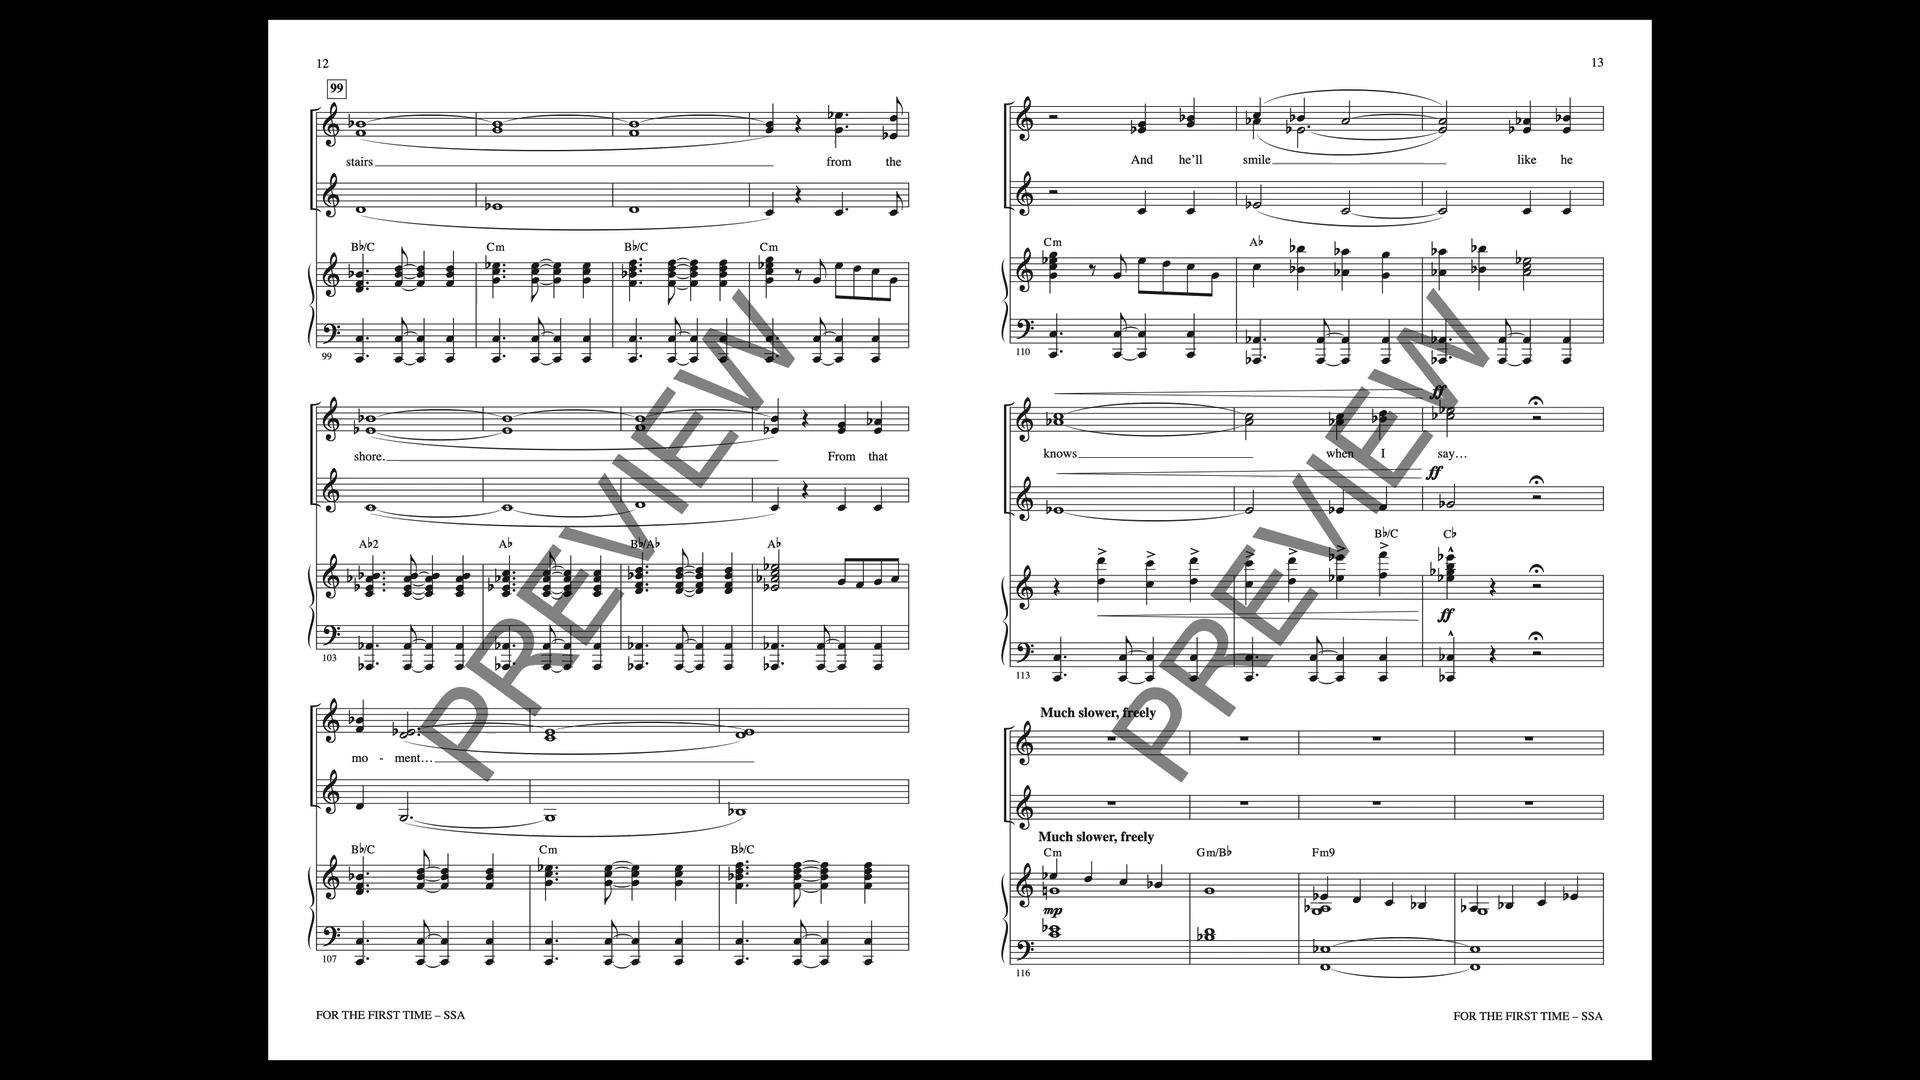 12
99
stairs from the
B♭/C Cm B♭/C Cm
99
shore. From that
A♭2 A♭ B♭/A♭ A♭
103
mo - ment…
B♭/C Cm B♭/C
107
FOR THE FIRST TIME – SSA
PREVIEW
13
And he'll smile like he
Cm A♭
110
ff
knows when I say…
ff
B♭/C C♭
ff
113
Much slower, freely
Much slower, freely
Cm Gm/B♭ Fm9
mp
116
FOR THE FIRST TIME – SSA
PREVIEW